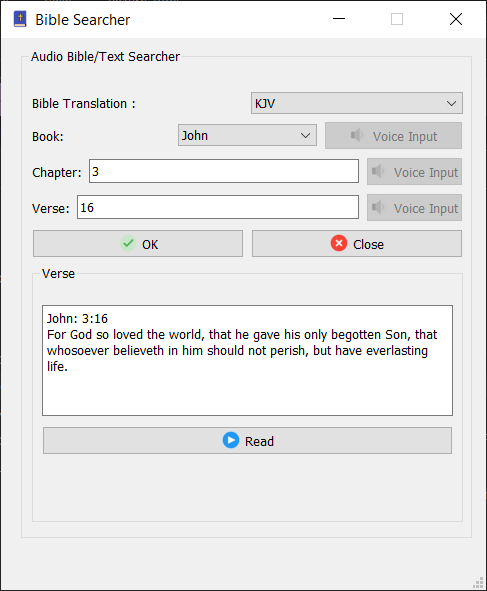 Bible Searcher
Audio Bible/Text Searcher
Bible Translation :
KJV
Book:
John
Voice Input
Chapter:
3
Voice Input
Verse:
16
Voice Input
OK
Close
Verse
John: 3:16
For God so loved the world, that he gave his only begotten Son, that
whosoever believeth in him should not perish, but have everlasting
life.
Read